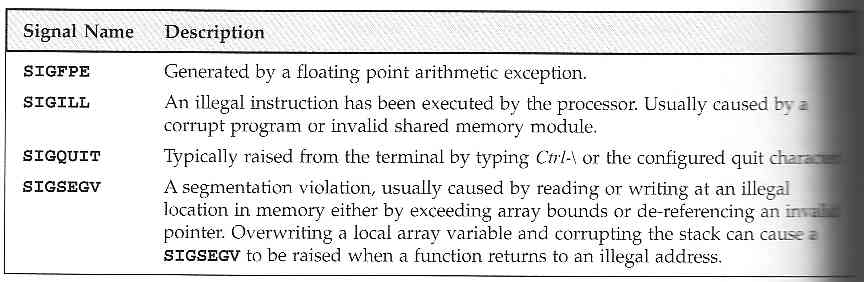 Signal Name Description
SIGFPE Generated by a floating point arithmetic exception.
SIGILL An illegal instruction has been executed by the processor. Usually caused by a
corrupt program or invalid shared memory module.
SIGQUIT Typically raised from the terminal by typing Ctrl-\ or the configured quit character.
SIGSEGV A segmentation violation, usually caused by reading or writing at an illegal
location in memory either by exceeding array bounds or de-referencing an invalid
pointer. Overwriting a local array variable and corrupting the stack can cause a
SIGSEGV to be raised when a function returns to an illegal address.